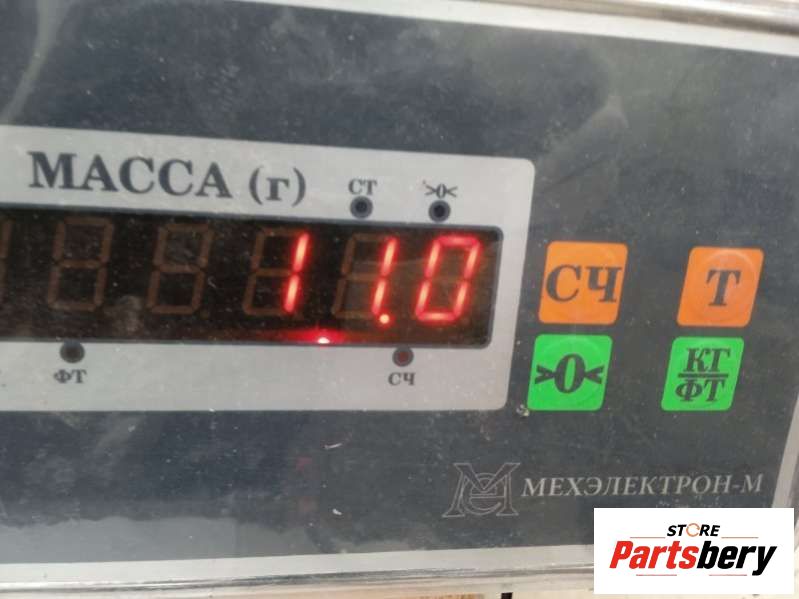 МАССА (г)
СТ
>0<
11.0
ФТ
СЧ
СЧ
Т
>0<
КГ
ФТ
МЕХЭЛЕКТРОН-М
STORE
Partsbery